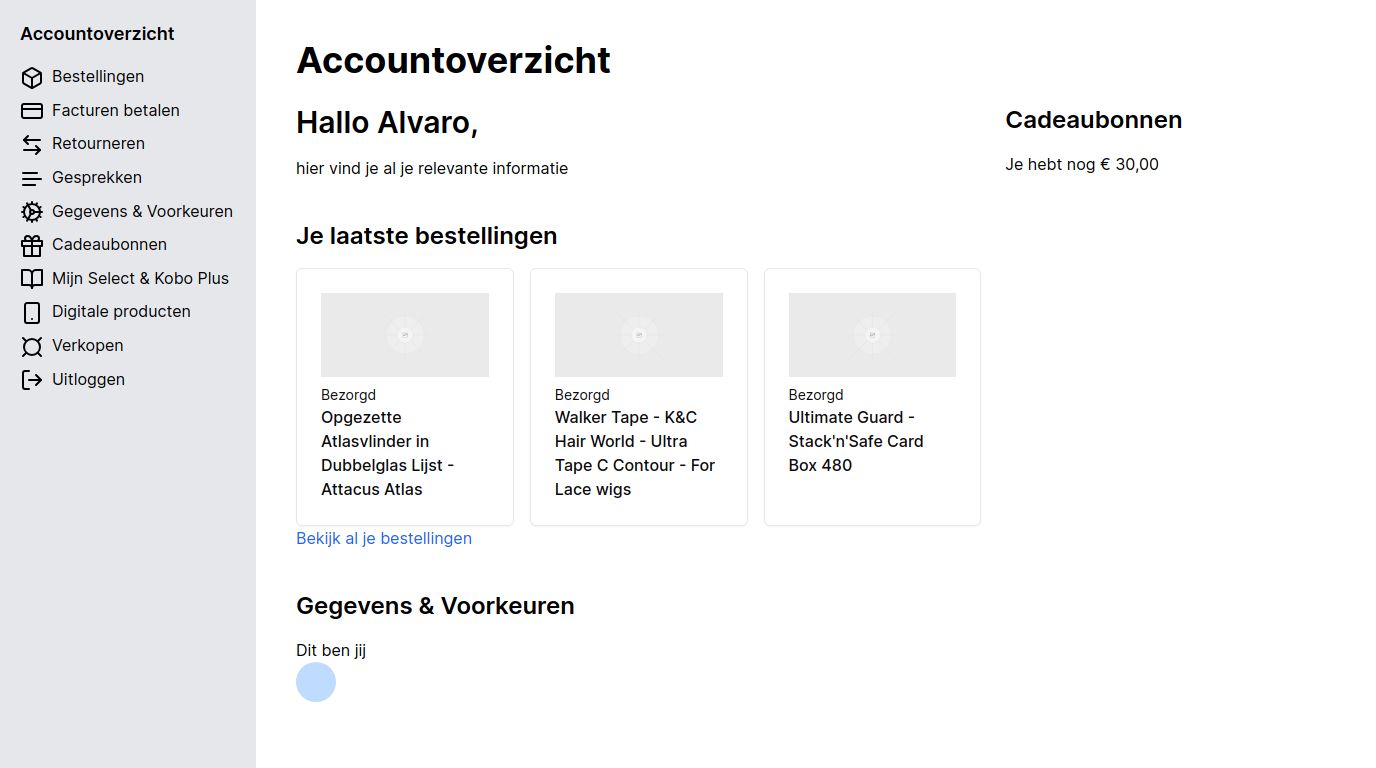 Accountoverzicht
Bestellingen
Facturen betalen
Retourneren
Gesprekken
Gegevens & Voorkeuren
Cadeaubonnen
Mijn Select & Kobo Plus
Digitale producten
Verkopen
Uitloggen
Accountoverzicht
Hallo Alvaro,
hier vind je al je relevante informatie
Je laatste bestellingen
Bezorgd
Opgezette
Atlasvlinder in
Dubbelglas Lijst -
Attacus Atlas
Bezorgd
Walker Tape - K&C
Hair World - Ultra
Tape C Contour - For
Lace wigs
Bezorgd
Ultimate Guard -
Stack'n'Safe Card
Box 480
Bekijk al je bestellingen
Gegevens & Voorkeuren
Dit ben jij
Cadeaubonnen
Je hebt nog € 30,00